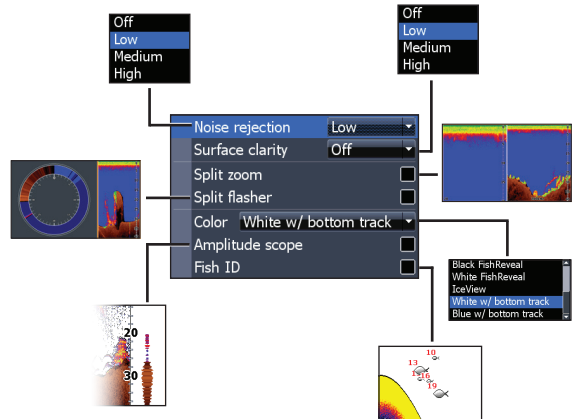 Off
Low
Medium
High
Off
Low
Medium
High
Noise rejection Low
Surface clarity Off
Split zoom
Split flasher
Color White w/ bottom track
Amplitude scope
Fish ID
Black FishReveal
White FishReveal
IceView
White w/ bottom track
Blue w/ bottom track
20
30
10
13
16
19